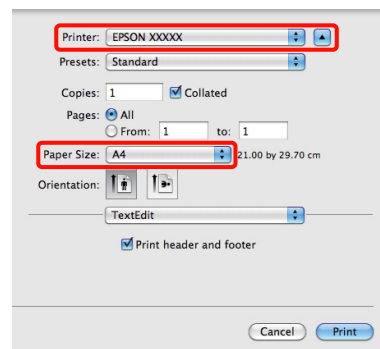 Printer: EPSON XXXXX
Presets: Standard
Copies: 1 Collated
Pages: All
From: 1 to: 1
Paper Size: A4 21.00 by 29.70 cm
Orientation:
TextEdit
Print header and footer
Cancel Print